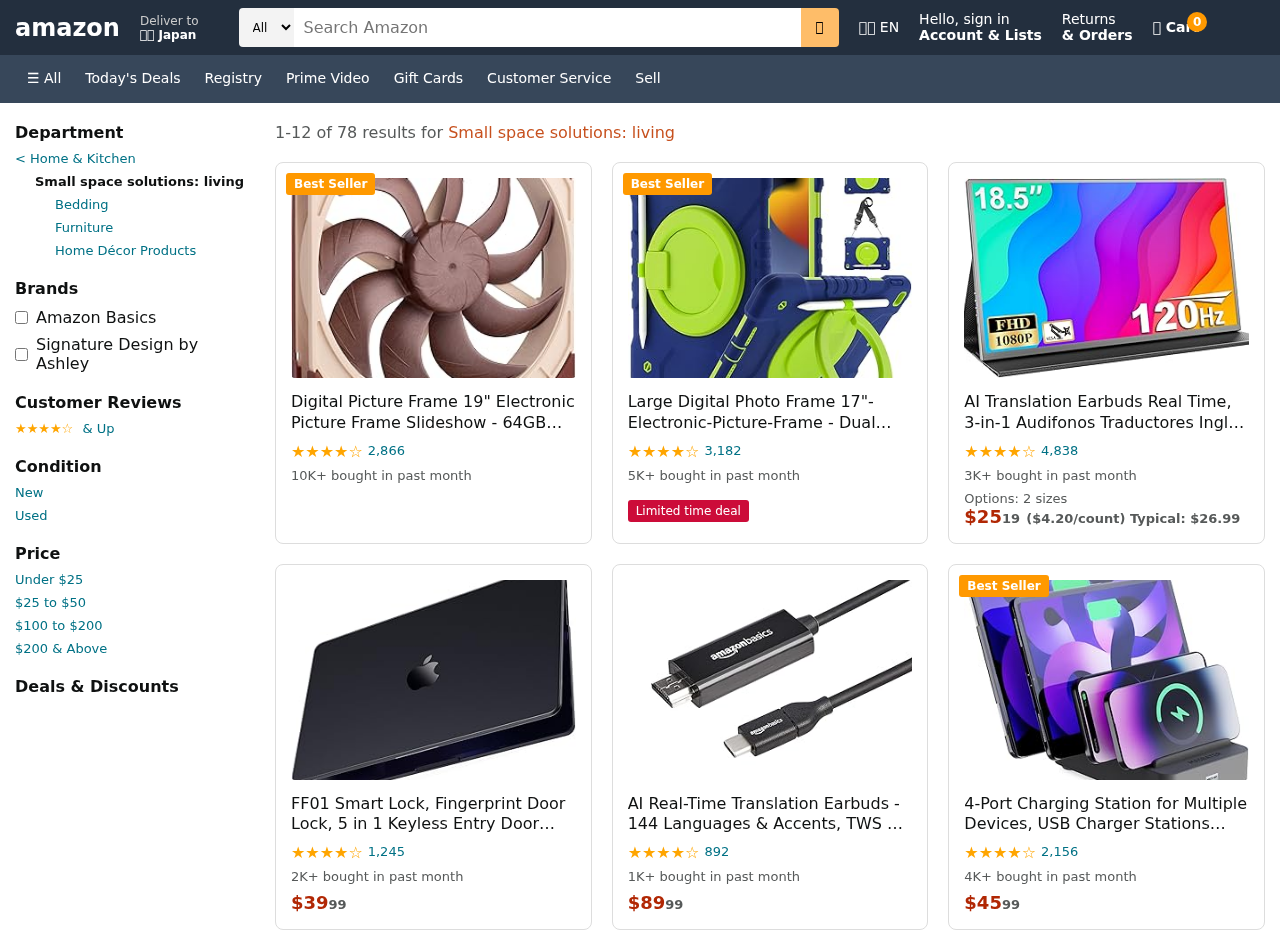 amazon
Deliver to
Japan
All
Search Amazon
EN
Hello, sign in
Account & Lists
Returns
& Orders
0
☰ All
Today's Deals
Registry
Prime Video
Gift Cards
Customer Service
Sell
Department
< Home & Kitchen
Small space solutions: living
Bedding
Furniture
Home Décor Products
Brands
Amazon Basics
Signature Design by
Ashley
Customer Reviews
★★★★☆ & Up
Condition
New
Used
Price
Under $25
$25 to $50
$100 to $200
$200 & Above
Deals & Discounts
1-12 of 78 results for Small space solutions: living
Best Seller
Digital Picture Frame 19" Electronic
Picture Frame Slideshow - 64GB...
★★★★☆ 2,866
10K+ bought in past month
Best Seller
Large Digital Photo Frame 17"-
Electronic-Picture-Frame - Dual...
★★★★☆ 3,182
5K+ bought in past month
Limited time deal
18.5"
FHD
1080P
120Hz
AI Translation Earbuds Real Time,
3-in-1 Audifonos Traductores Ingl...
★★★★☆ 4,838
3K+ bought in past month
Options: 2 sizes
$25 19 ($4.20/count) Typical: $26.99
FF01 Smart Lock, Fingerprint Door
Lock, 5 in 1 Keyless Entry Door...
★★★★☆ 1,245
2K+ bought in past month
$39 99
amazonbasics
amazonbasics
AI Real-Time Translation Earbuds -
144 Languages & Accents, TWS ...
★★★★☆ 892
1K+ bought in past month
$89 99
Best Seller
4-Port Charging Station for Multiple
Devices, USB Charger Stations...
★★★★☆ 2,156
4K+ bought in past month
$45 99